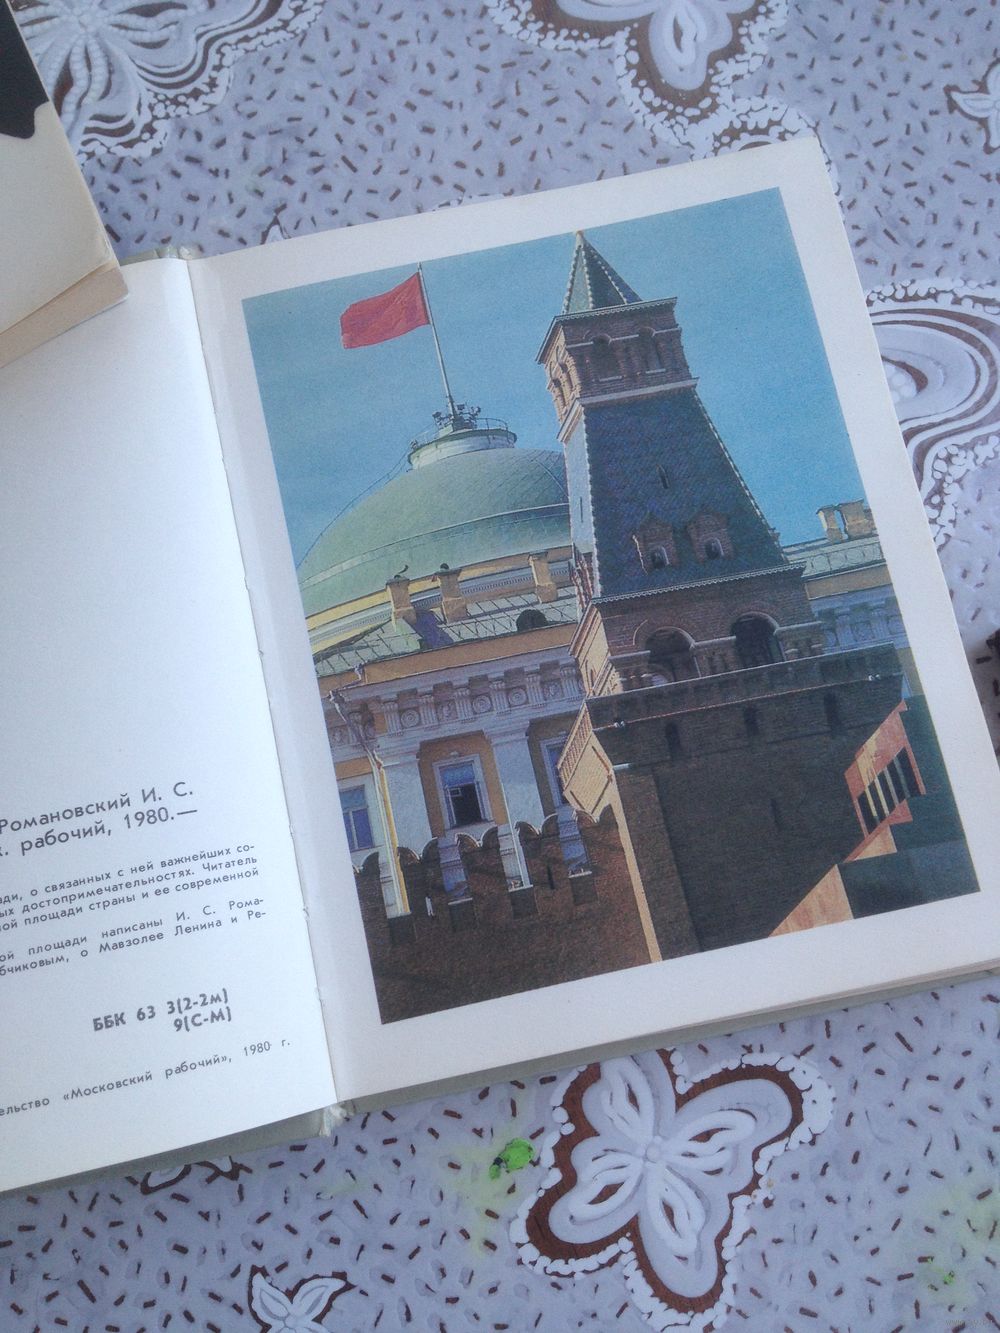 Романовский И. С.
к. рабочий, 1980.—
ади, о связанных с ней важнейших со-
ых достопримечательностях. Читатель
ной площади страны и ее современной
ой площади написаны И. С. Рома-
бчиковым, о Мавзолее Ленина и Ре-
ББК 63 3(2-2м)
9(С-М)
ельство «Московский рабочий», 1980 г.